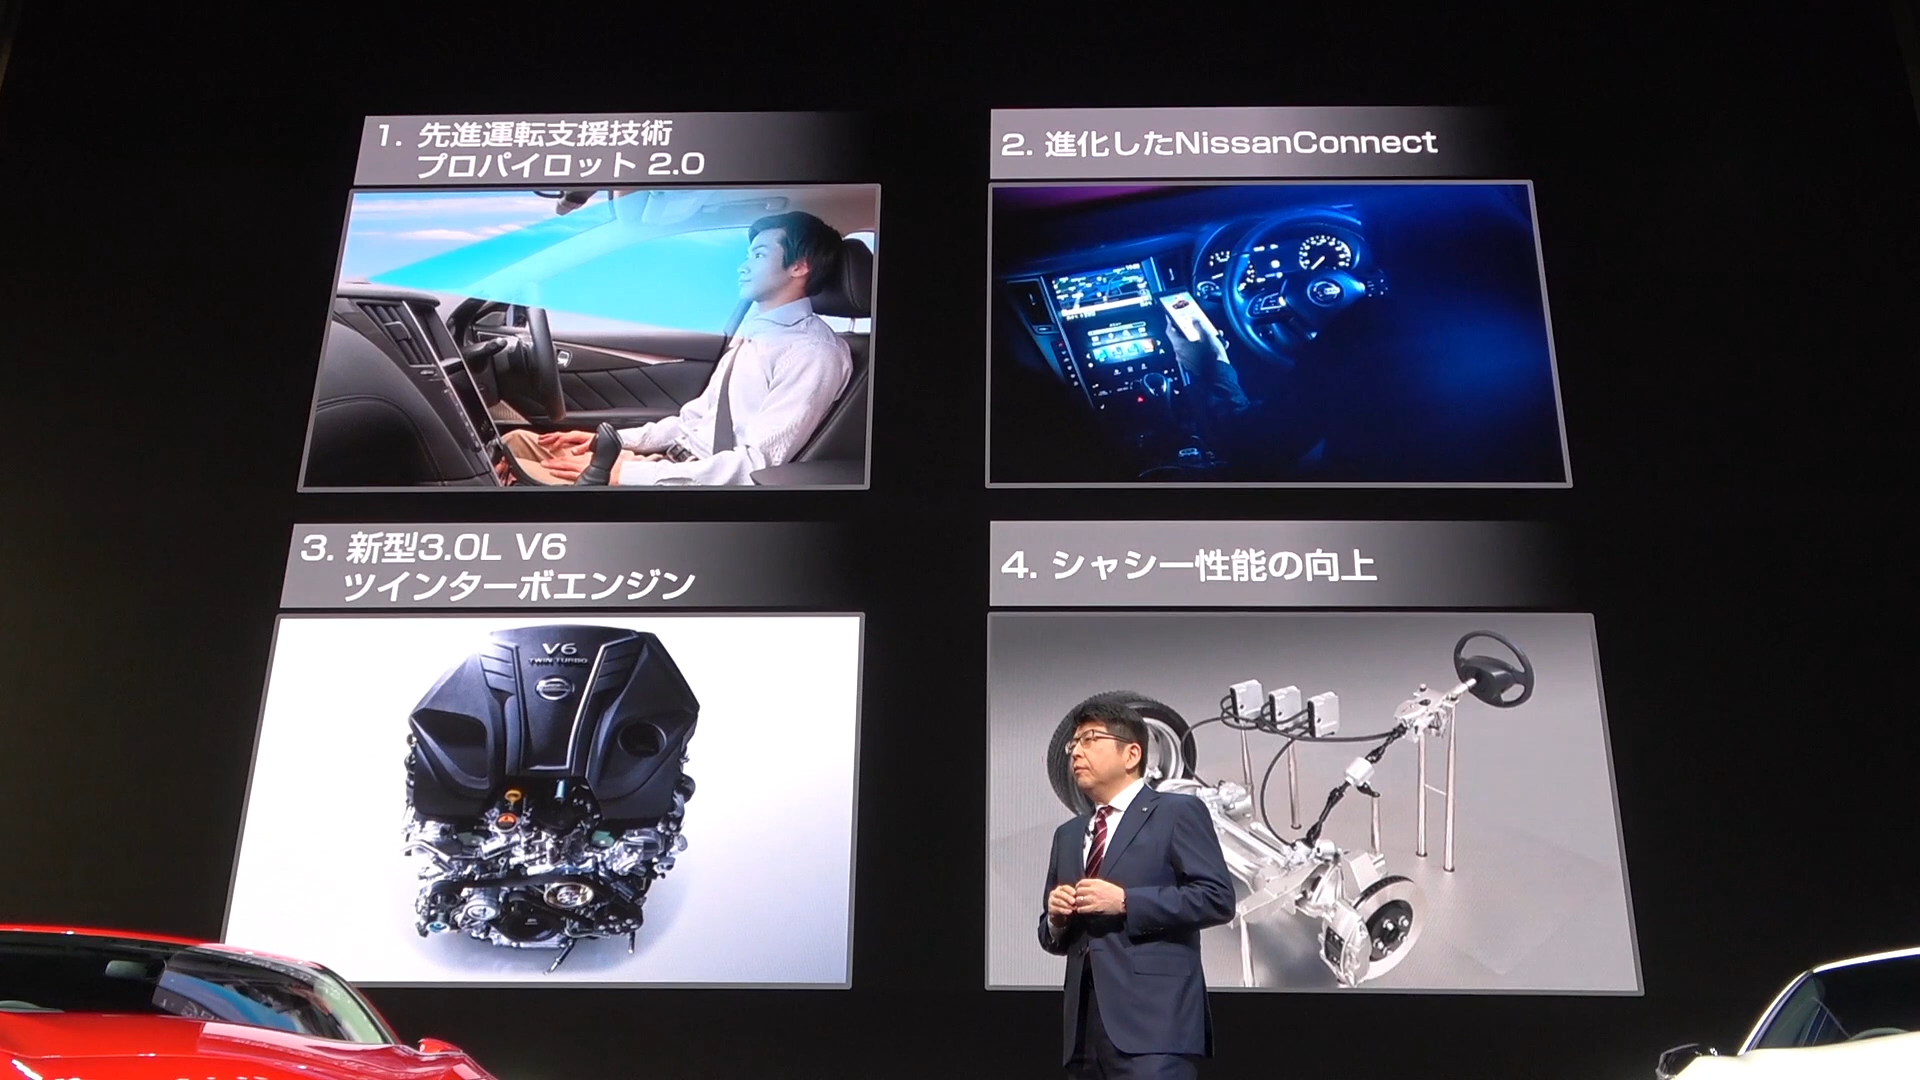 1. 先進運転支援技術
プロパイロット 2.0
2. 進化したNissanConnect
3. 新型3.0L V6
ツインターボエンジン
4. シャシー性能の向上
V6
TWIN TURBO